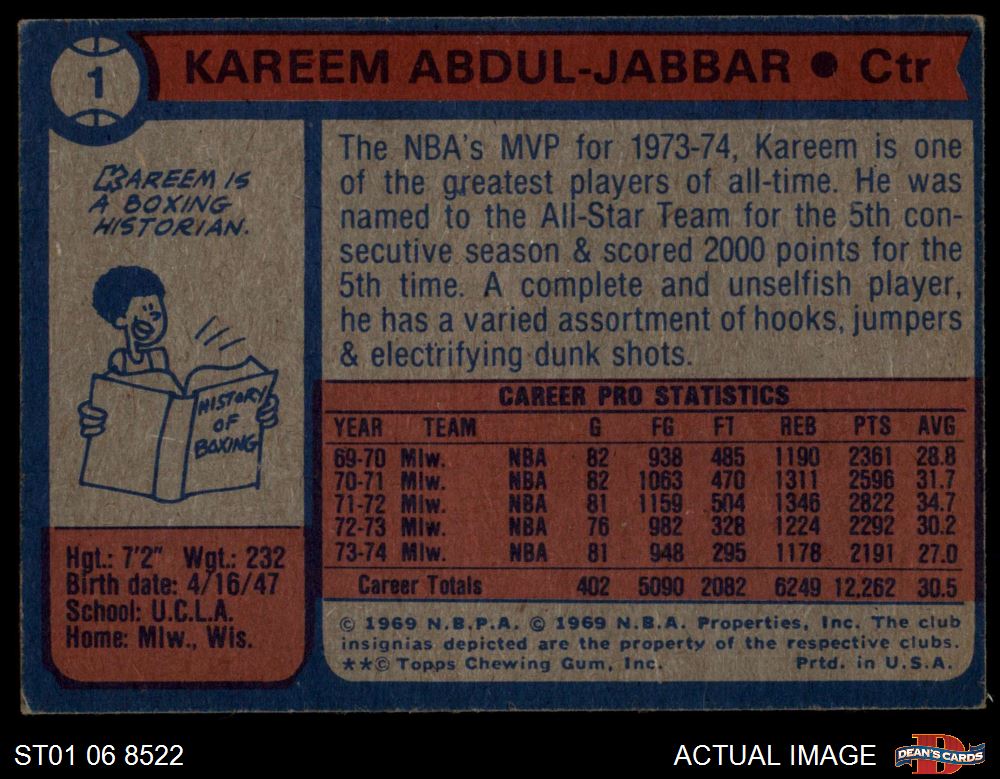 1
KAREEM ABDUL-JABBAR • Ctr
KAREEM IS
A BOXING
HISTORIAN.
HISTORY
OF
BOXING
Hgt.: 7'2" Wgt.: 232
Birth date: 4/16/47
School: U.C.L.A.
Home: Mlw., Wis.
The NBA's MVP for 1973-74, Kareem is one
of the greatest players of all-time. He was
named to the All-Star Team for the 5th con-
secutive season & scored 2000 points for the
5th time. A complete and unselfish player,
he has a varied assortment of hooks, jumpers
& electrifying dunk shots.
CAREER PRO STATISTICS
YEAR TEAM G FG FT REB PTS AVG
69-70 Mlw. NBA 82 938 485 1190 2361 28.8
70-71 Mlw. NBA 82 1063 470 1311 2596 31.7
71-72 Mlw. NBA 81 1159 504 1346 2822 34.7
72-73 Mlw. NBA 76 982 328 1224 2292 30.2
73-74 Mlw. NBA 81 948 295 1178 2191 27.0
Career Totals 402 5090 2082 6249 12,262 30.5
© 1969 N.B.P.A. © 1969 N.B.A. Properties, Inc. The club
insignias depicted are the property of the respective clubs.
**© Topps Chewing Gum, Inc. Prtd. in U.S.A.
ST01 06 8522
ACTUAL IMAGE
D
DEAN'S CARDS